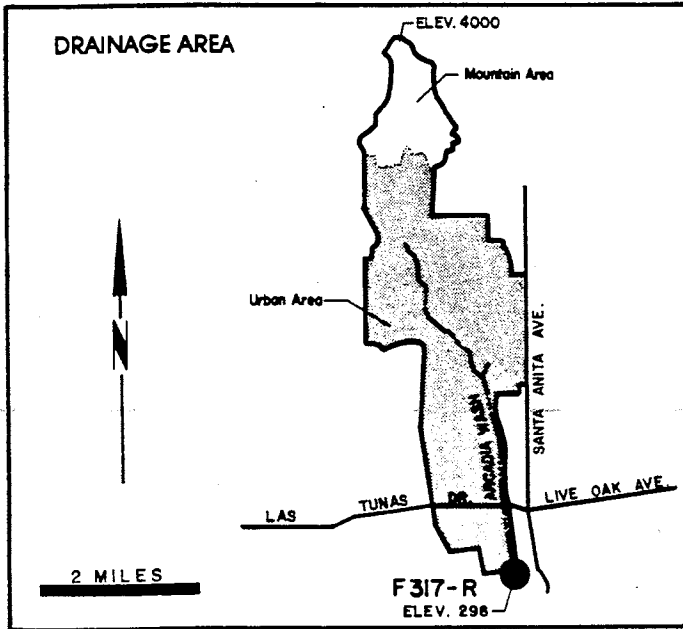 DRAINAGE AREA
ELEV. 4000
Mountain Area
N
Urban Area
SANTA ANITA AVE.
ARCADIA WASH
LAS TUNAS DR. LIVE OAK AVE.
2 MILES
F317-R
ELEV. 296